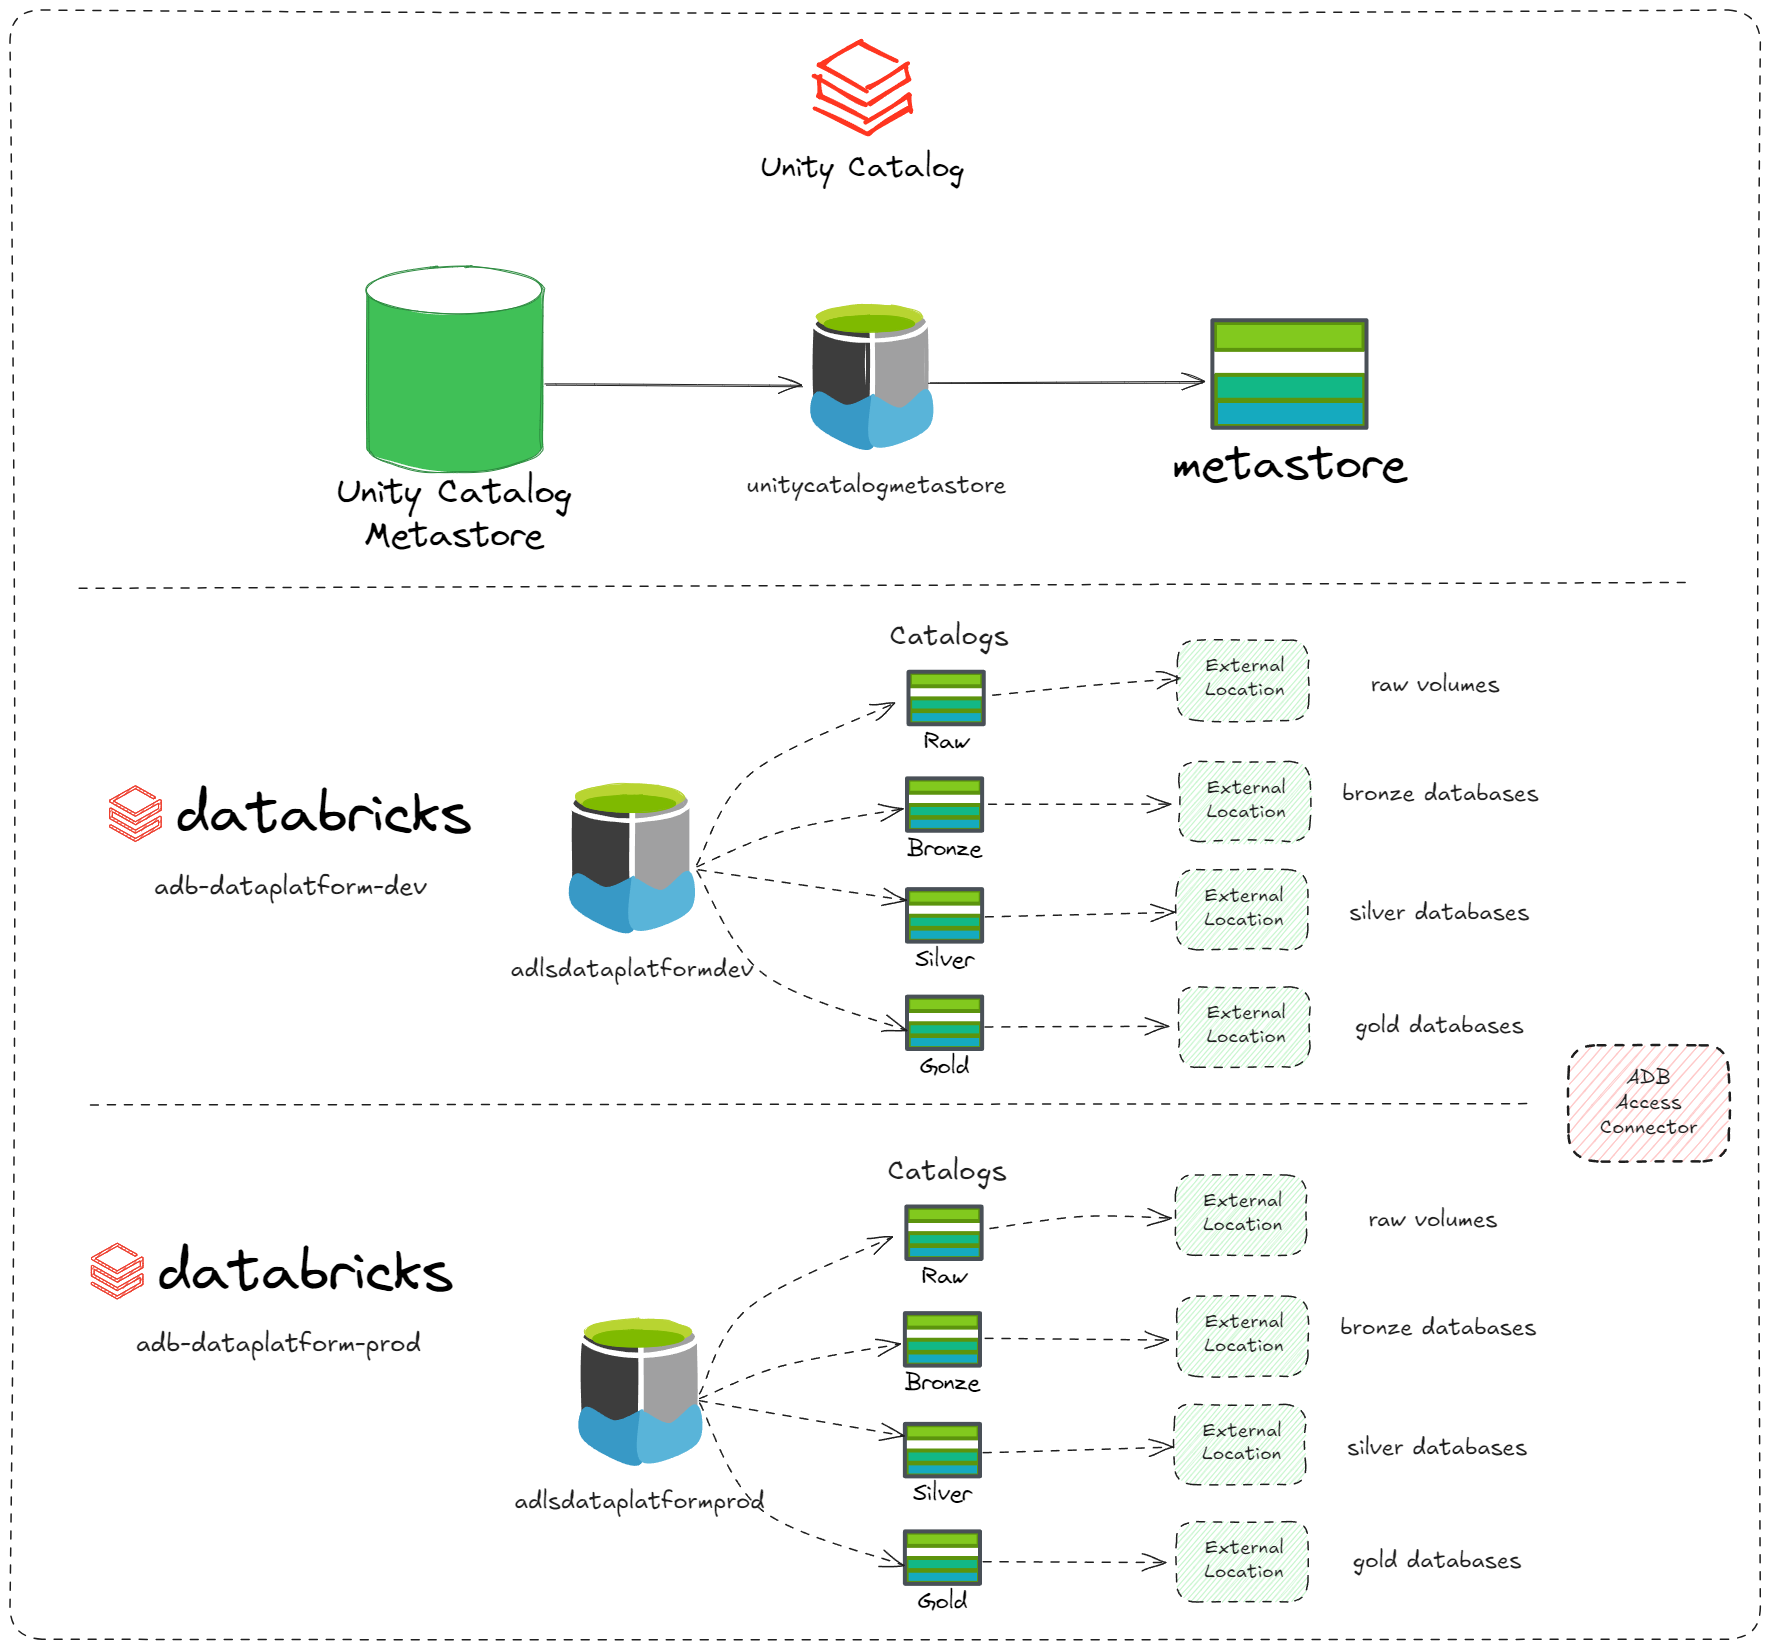 Unity Catalog
Unity Catalog
Metastore
unitycatalogmetastore
metastore
Catalogs
External
Location
raw volumes
Raw
databricks
adb-dataplatform-dev
adlsdataplatformdev
External
Location
bronze databases
Bronze
External
Location
silver databases
Silver
External
Location
gold databases
Gold
ADB
Access
Connector
Catalogs
External
Location
raw volumes
Raw
databricks
adb-dataplatform-prod
adlsdataplatformprod
External
Location
bronze databases
Bronze
External
Location
silver databases
Silver
External
Location
gold databases
Gold